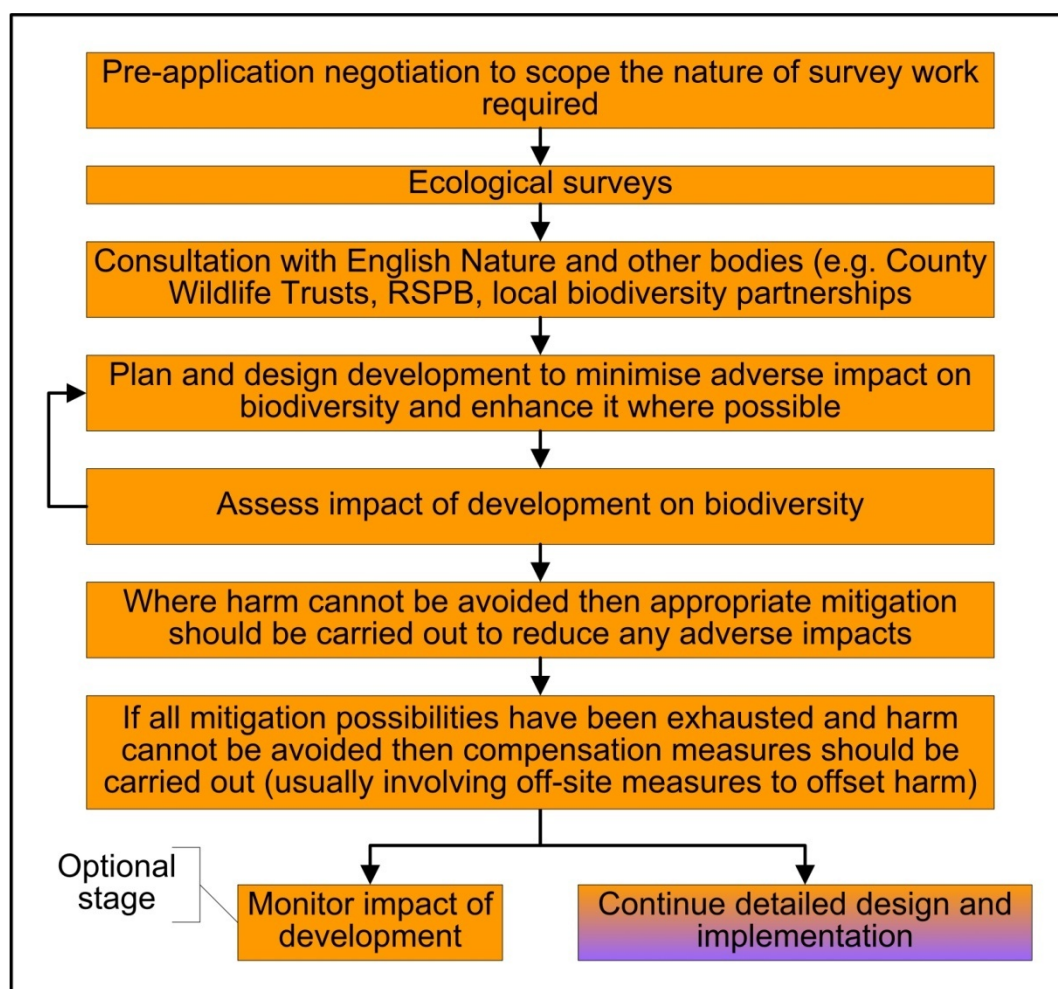 Pre-application negotiation to scope the nature of survey work
required
Ecological surveys
Consultation with English Nature and other bodies (e.g. County
Wildlife Trusts, RSPB, local biodiversity partnerships
Plan and design development to minimise adverse impact on
biodiversity and enhance it where possible
Assess impact of development on biodiversity
Where harm cannot be avoided then appropriate mitigation
should be carried out to reduce any adverse impacts
If all mitigation possibilities have been exhausted and harm
cannot be avoided then compensation measures should be
carried out (usually involving off-site measures to offset harm)
Optional
stage
Monitor impact of
development
Continue detailed design and
implementation